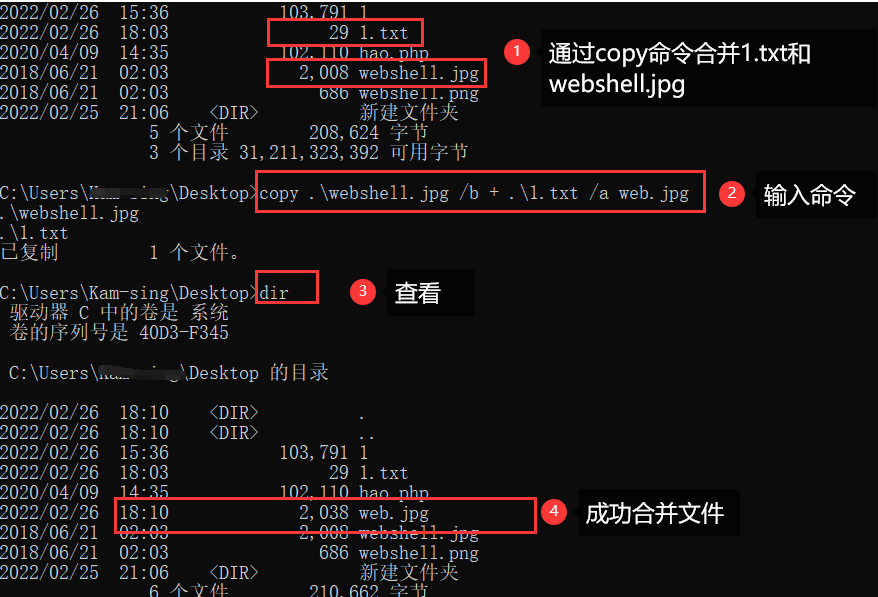 2022/02/26 15:36 103,791 1
2022/02/26 18:03 29 1.txt
2020/04/09 14:35 102,110 hao.php
2018/06/21 02:03 2,008 webshell.jpg
2018/06/21 02:03 686 webshell.png
2022/02/25 21:06 <DIR> 新建文件夹
5 个文件 208,624 字节
3 个目录 31,211,323,392 可用字节
1 通过copy命令合并1.txt和
webshell.jpg
C:\Users\Kam-sing\Desktop>copy .\webshell.jpg /b + .\1.txt /a web.jpg
2 输入命令
.\webshell.jpg
.\1.txt
已复制 1 个文件。
C:\Users\Kam-sing\Desktop>dir
3 查看
驱动器 C 中的卷是 系统
卷的序列号是 40D3-F345
C:\Users\ \Desktop 的目录
2022/02/26 18:10 <DIR> .
2022/02/26 18:10 <DIR> ..
2022/02/26 15:36 103,791 1
2022/02/26 18:03 29 1.txt
2020/04/09 14:35 102,110 hao.php
2022/02/26 18:10 2,038 web.jpg
4 成功合并文件
2018/06/21 02:03 2,008 webshell.jpg
2018/06/21 02:03 686 webshell.png
2022/02/25 21:06 <DIR> 新建文件夹
6 个文件 210,662 字节